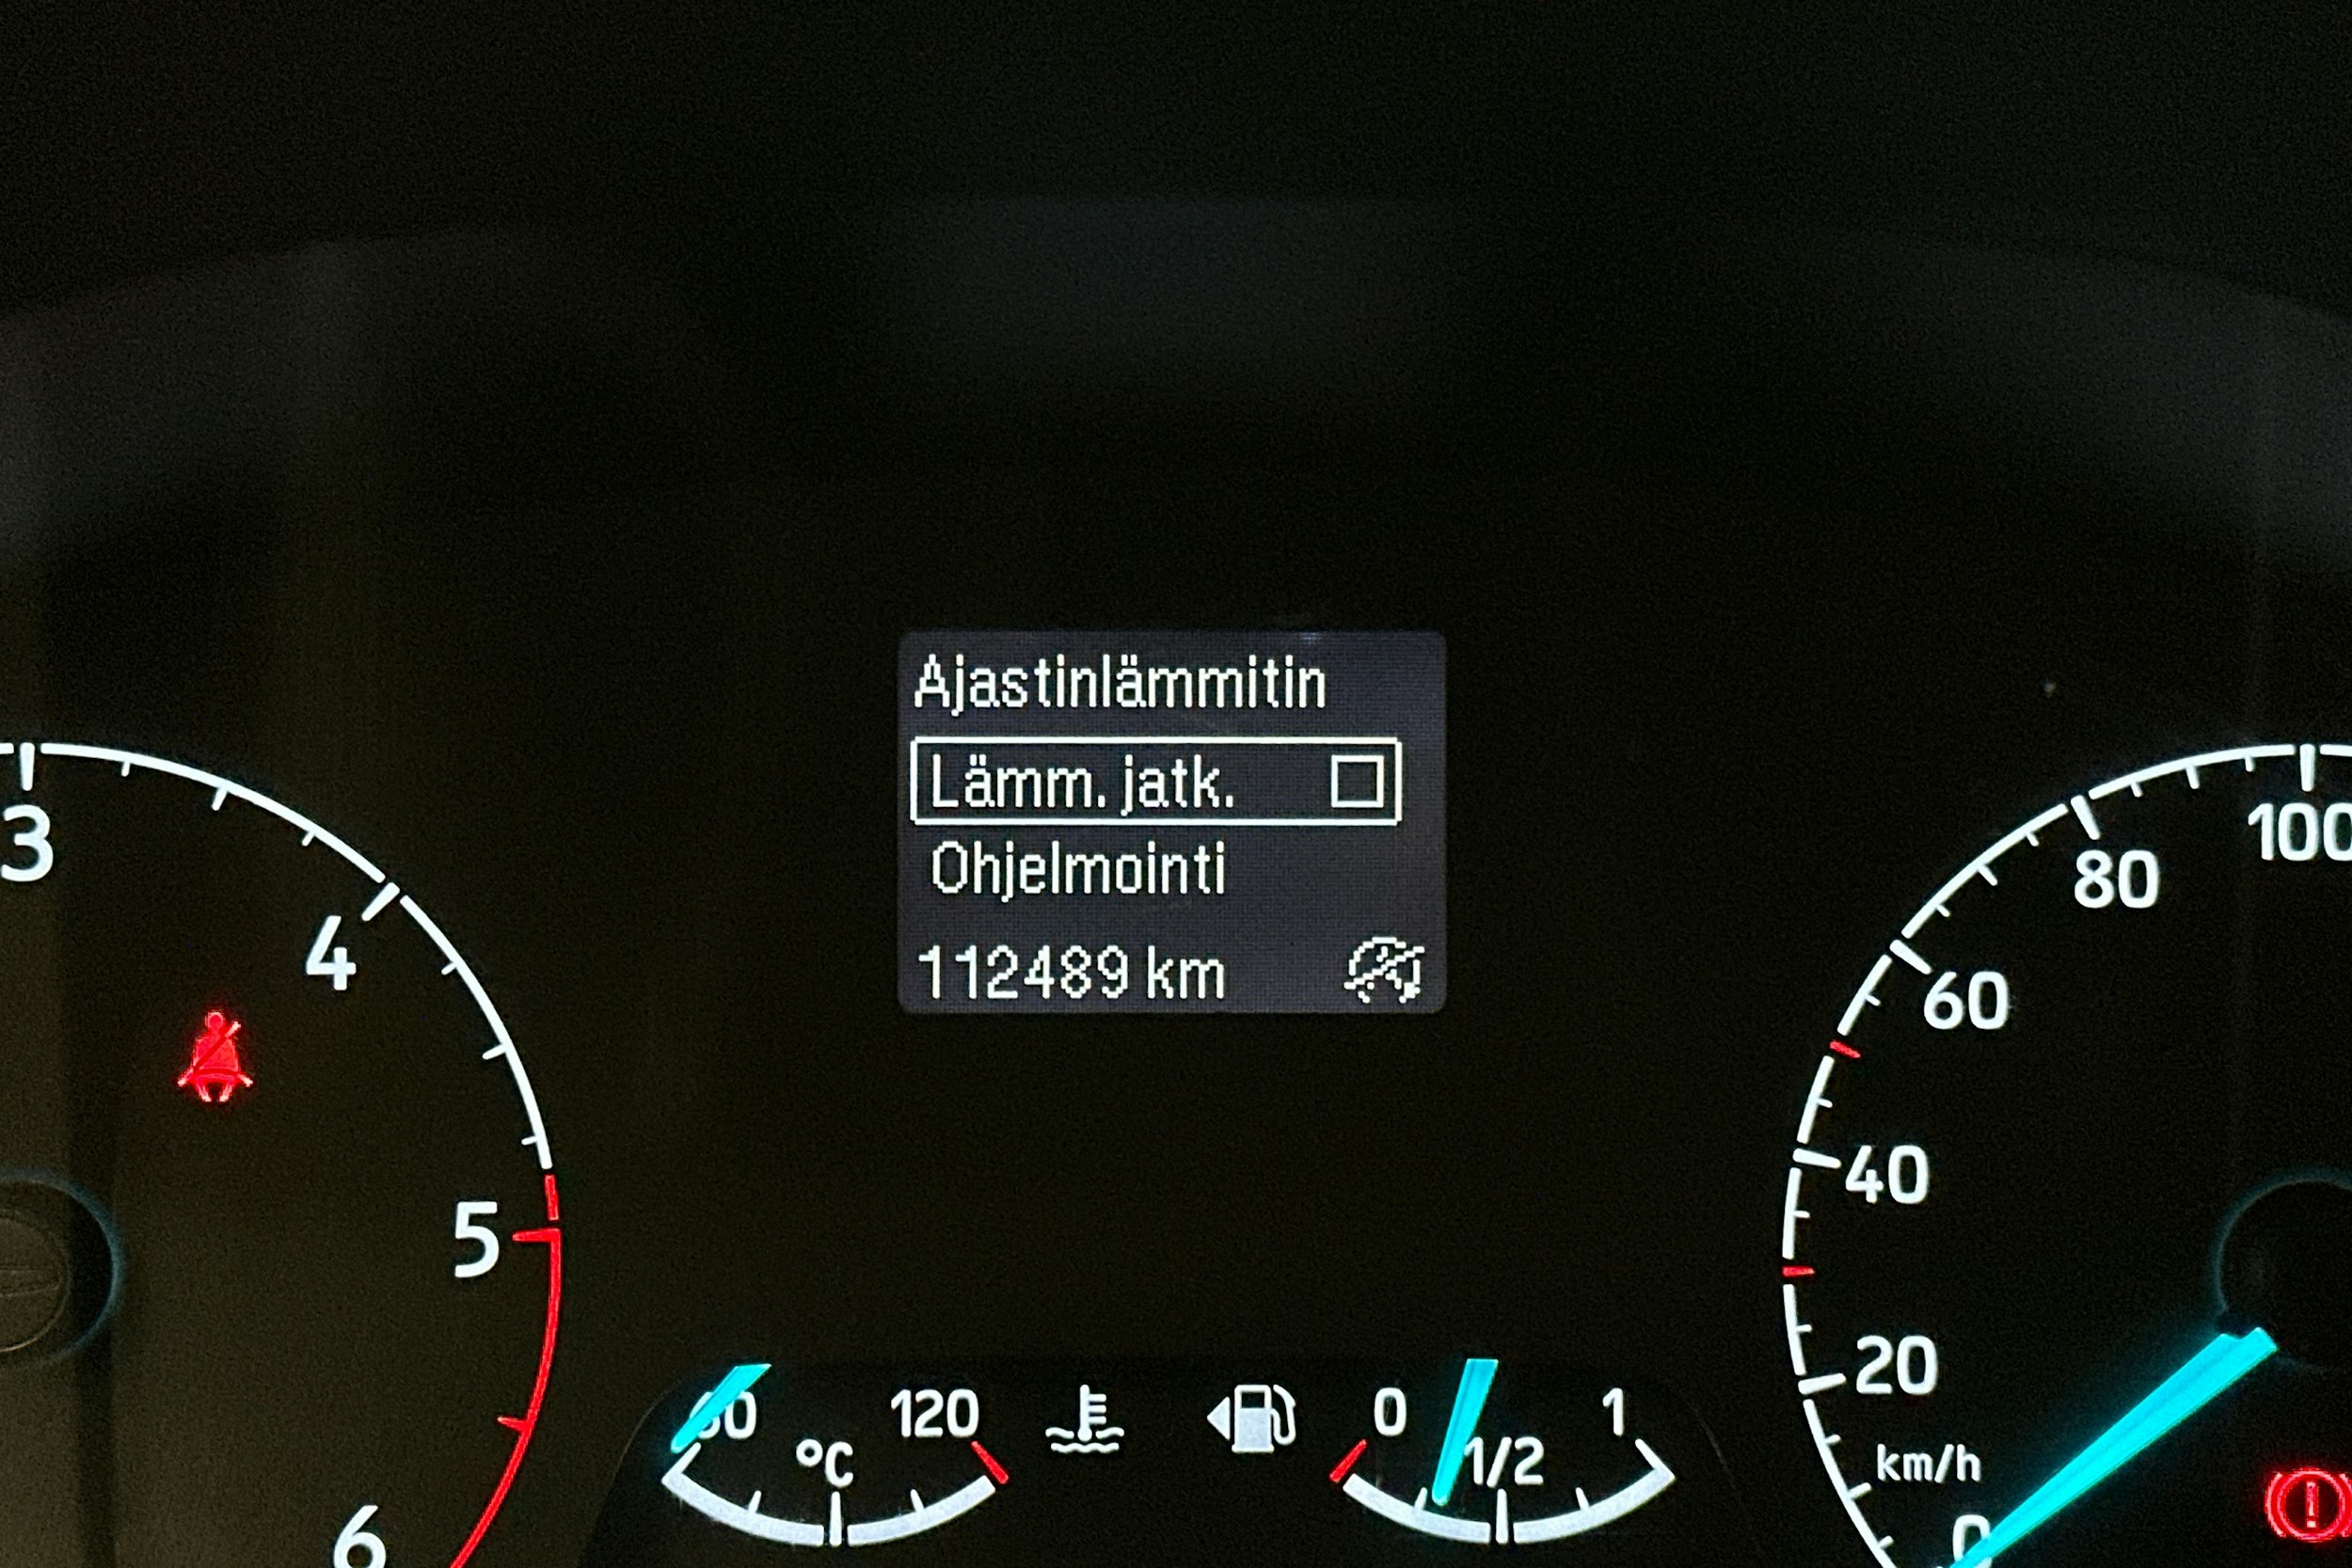 Ajastinlämmitin
Lämm. jatk.
Ohjelmointi
112489 km
3
4
5
6
120
°C
0
1/2
1
100
80
60
40
20
km/h
0